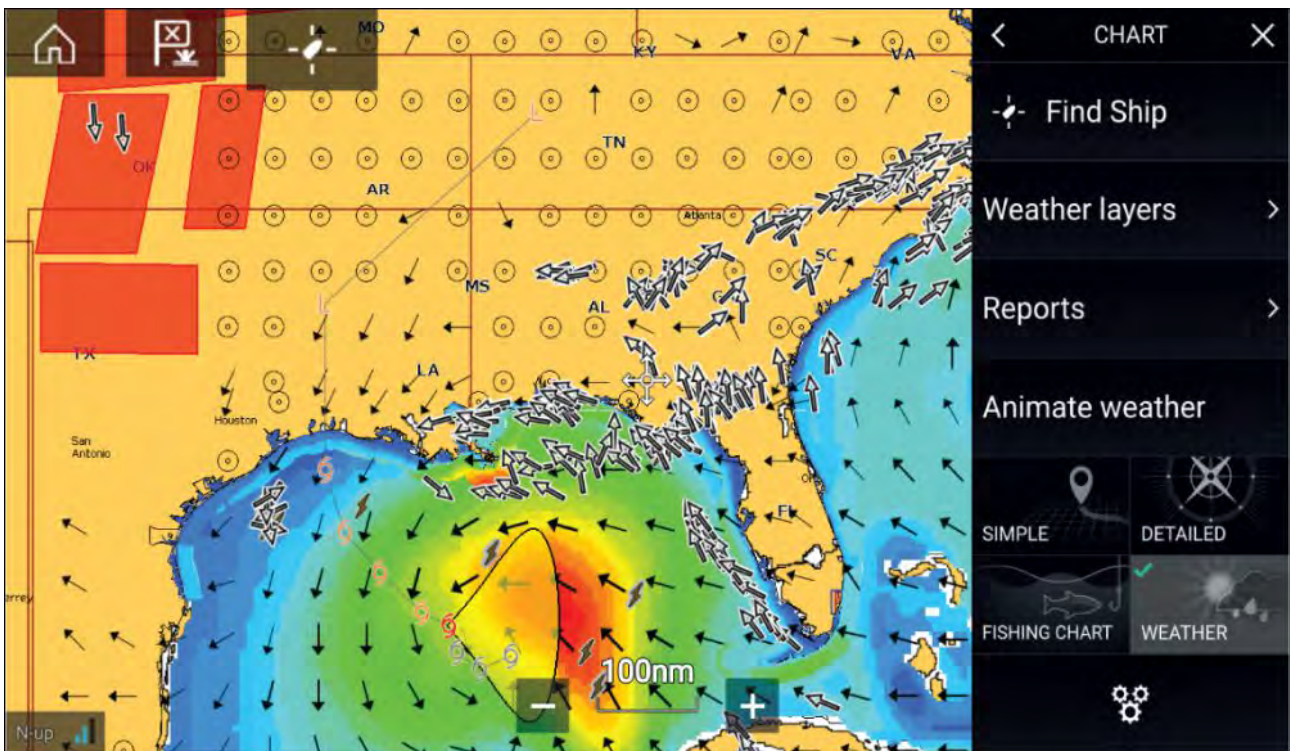 MO
KY
VA
CHART
Find Ship
OK
TN
AR
Weather layers
Atlanta
SC
MS
G
AL
Reports
TX
LA
Animate weather
Houston
San
Antonio
FL
SIMPLE
DETAILED
errey
FISHING CHART
WEATHER
100nm
N-up
L
L